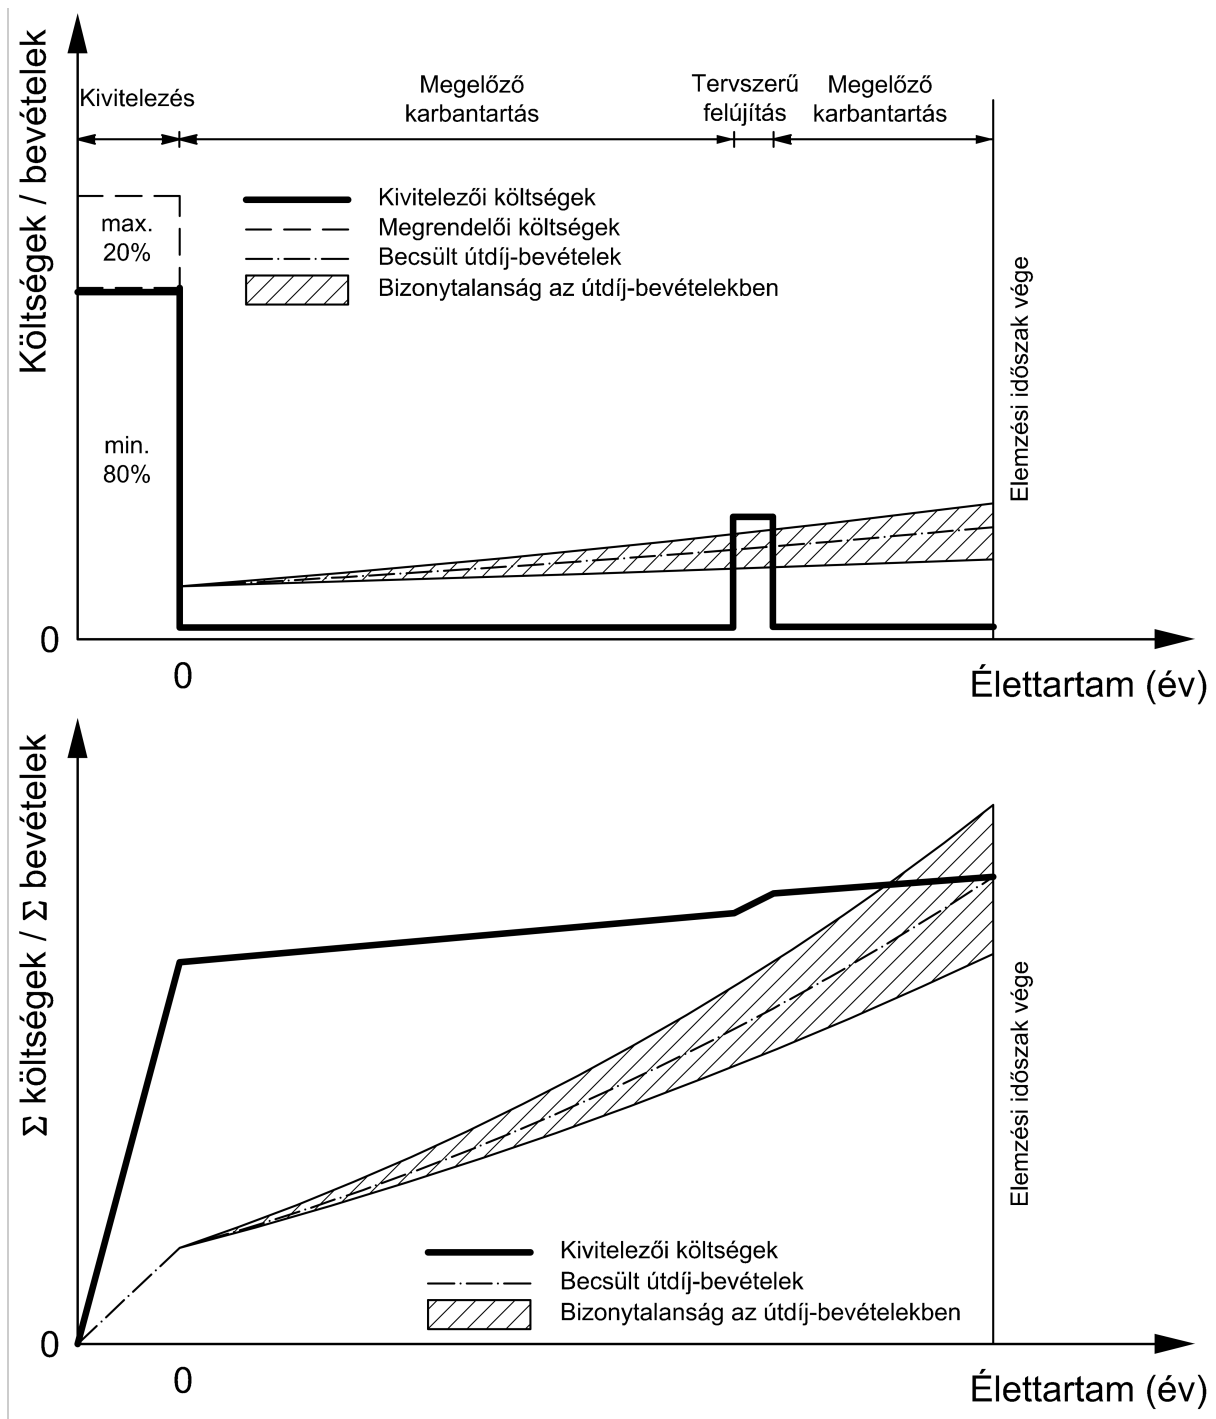 Költségek / bevételek
Kivitelezés
Megelőző
karbantartás
Tervszerű
felújítás
Megelőző
karbantartás
max.
20%
min.
80%
Kivitelezői költségek
Megrendelői költségek
Becsült útdíj-bevételek
Bizonytalanság az útdíj-bevételekben
Elemzési időszak vége
0
0
Élettartam (év)
Σ költségek / Σ bevételek
Elemzési időszak vége
Kivitelezői költségek
Becsült útdíj-bevételek
Bizonytalanság az útdíj-bevételekben
0
0
Élettartam (év)